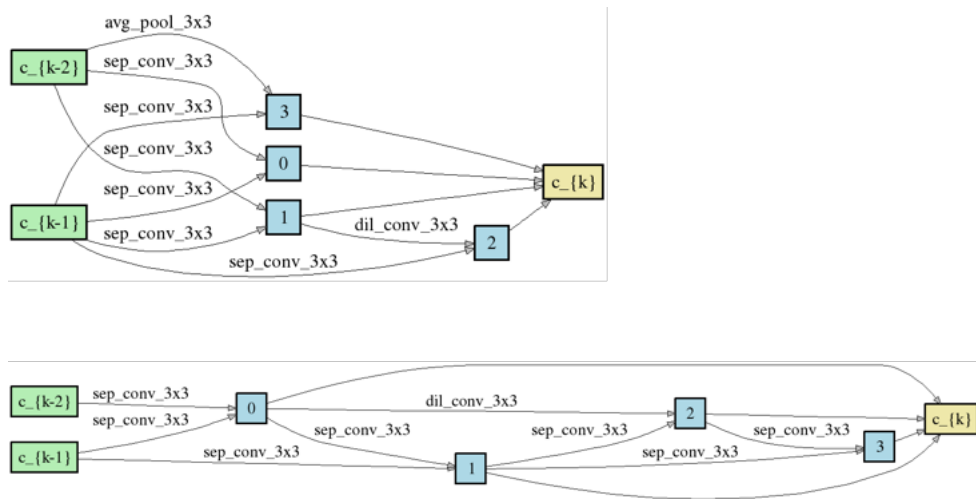 avg_pool_3x3
c_{k-2}
sep_conv_3x3
sep_conv_3x3
3
sep_conv_3x3
0
c_{k}
sep_conv_3x3
c_{k-1}
1
dil_conv_3x3
sep_conv_3x3
2
sep_conv_3x3
c_{k-2}
sep_conv_3x3
0
dil_conv_3x3
2
c_{k}
sep_conv_3x3
sep_conv_3x3
sep_conv_3x3
sep_conv_3x3
3
c_{k-1}
sep_conv_3x3
1
sep_conv_3x3